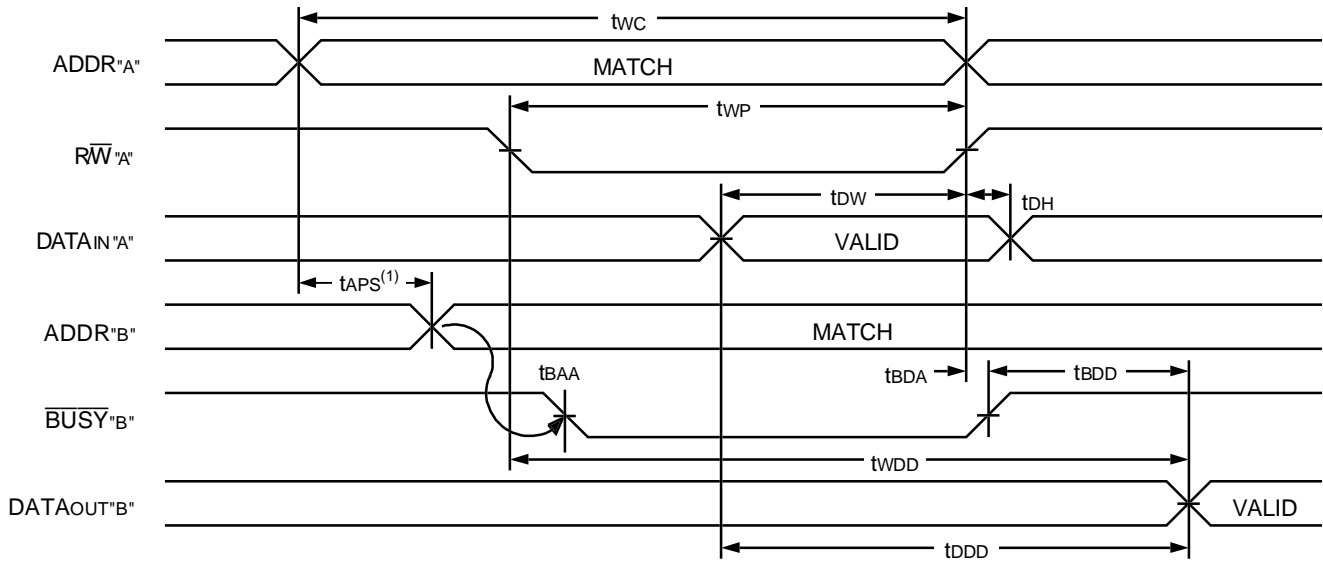 tWC
ADDR"A" MATCH
tWP
RW̅"A"
tDW tDH
DATAIN"A" VALID
tAPS(1)
ADDR"B" MATCH
tBAA tBDA tBDD
B̅U̅S̅Y̅"B"
tWDD
DATAOUT"B" VALID
tDDD